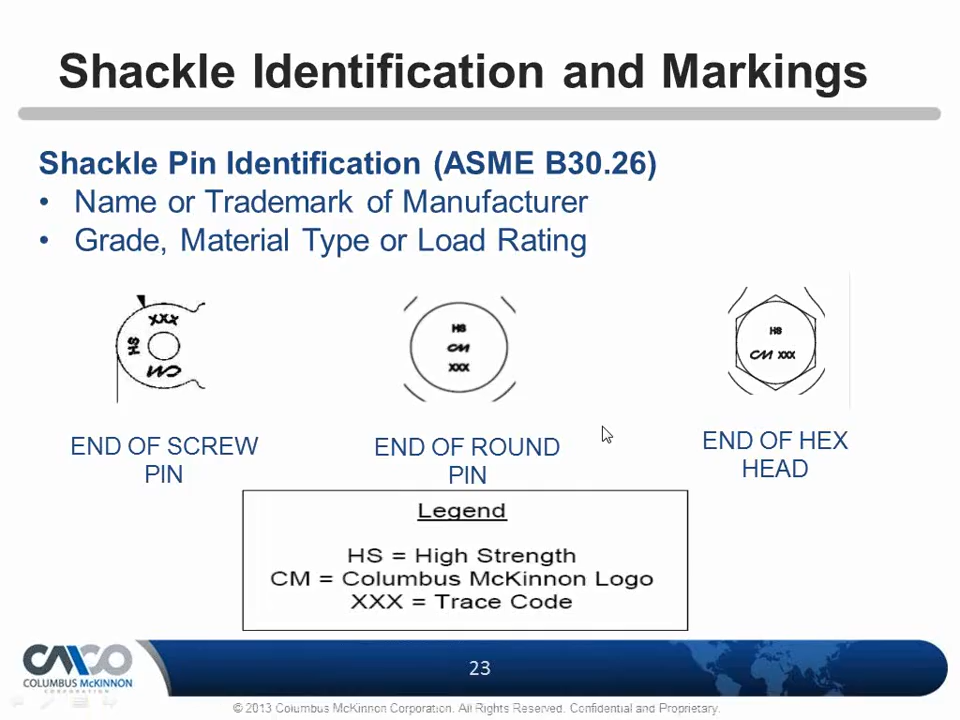 Shackle Identification and Markings
Shackle Pin Identification (ASME B30.26)
• Name or Trademark of Manufacturer
• Grade, Material Type or Load Rating
XXX
HS
CM
HS
CM
XXX
HS
CM XXX
END OF SCREW
PIN
END OF ROUND
PIN
END OF HEX
HEAD
Legend
HS = High Strength
CM = Columbus McKinnon Logo
XXX = Trace Code
CMCO
COLUMBUS McKINNON
CORPORATION
23
© 2013 Columbus McKinnon Corporation. All Rights Reserved. Confidential and Proprietary.